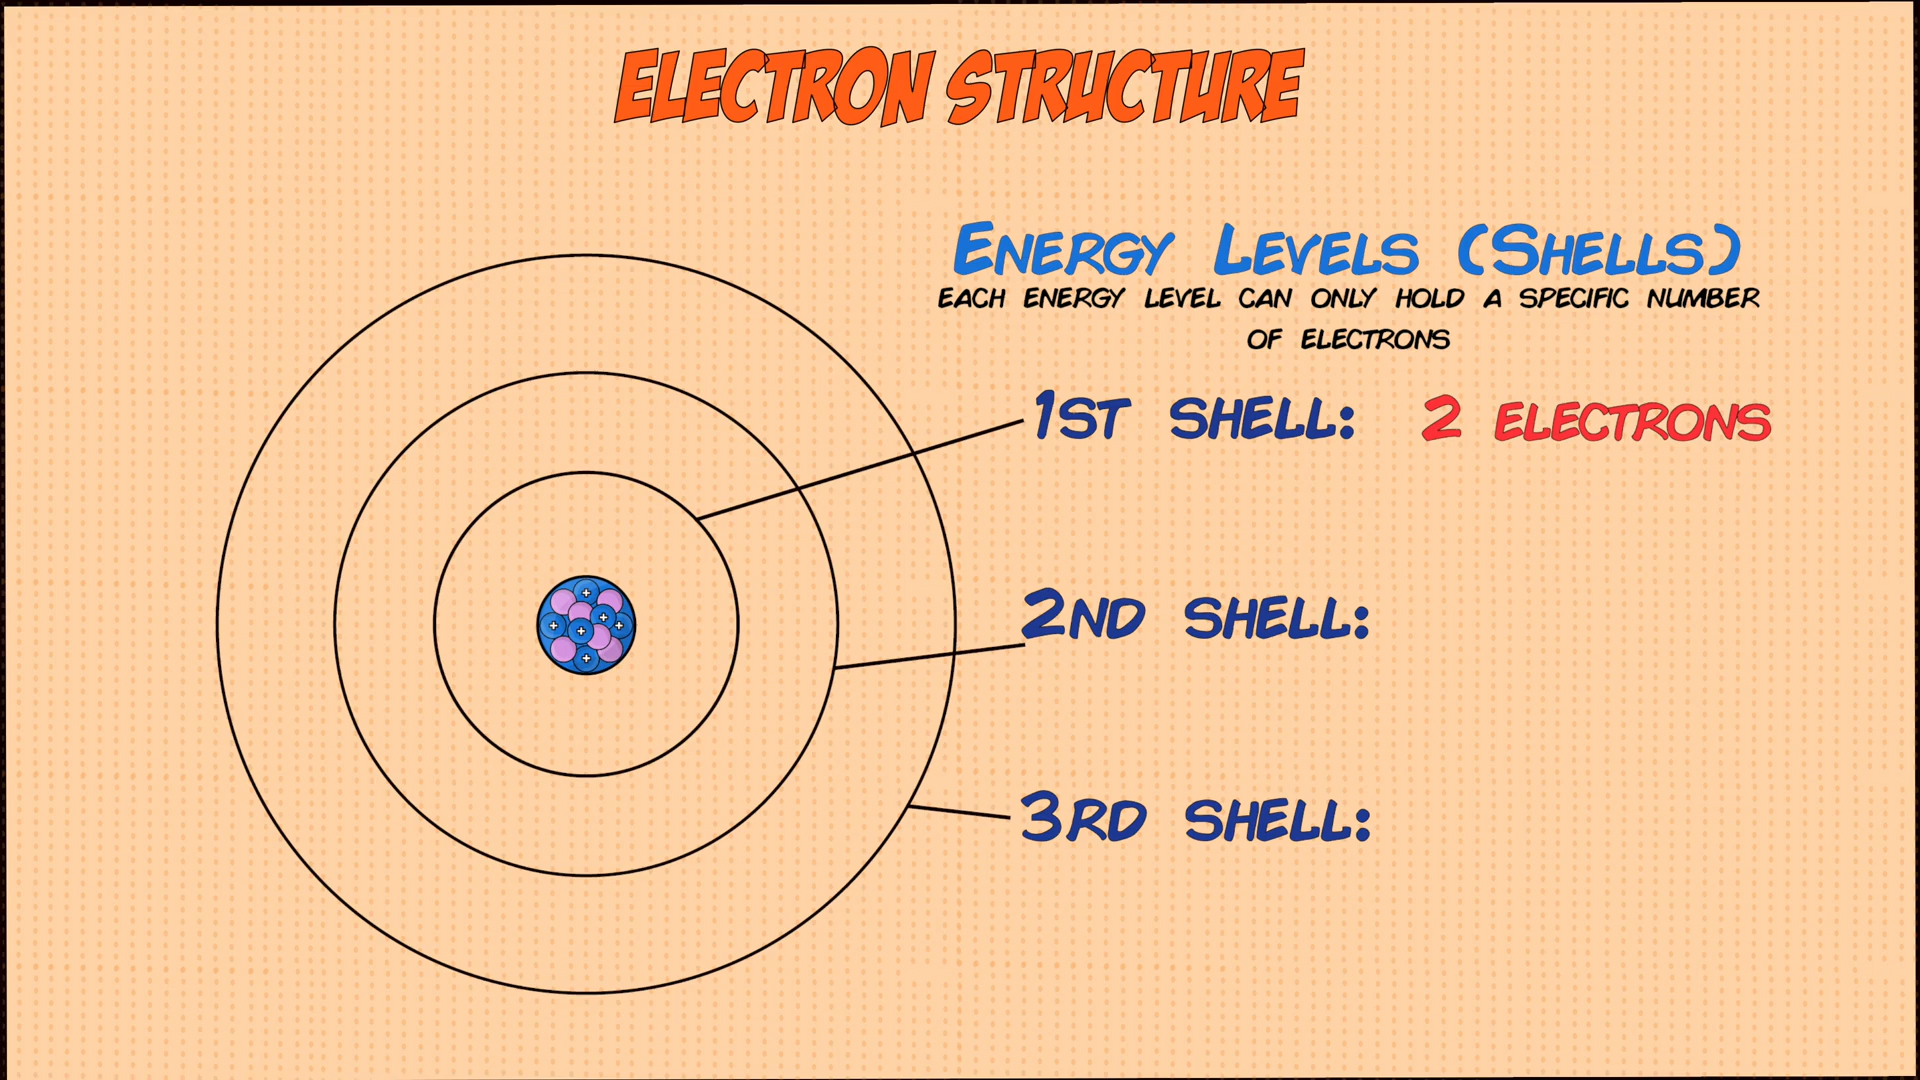 ELECTRON STRUCTURE
ENERGY LEVELS (SHELLS)
EACH ENERGY LEVEL CAN ONLY HOLD A SPECIFIC NUMBER
OF ELECTRONS
1ST SHELL: 2 ELECTRONS
+
+
+ +
+
+
2ND SHELL:
3RD SHELL: